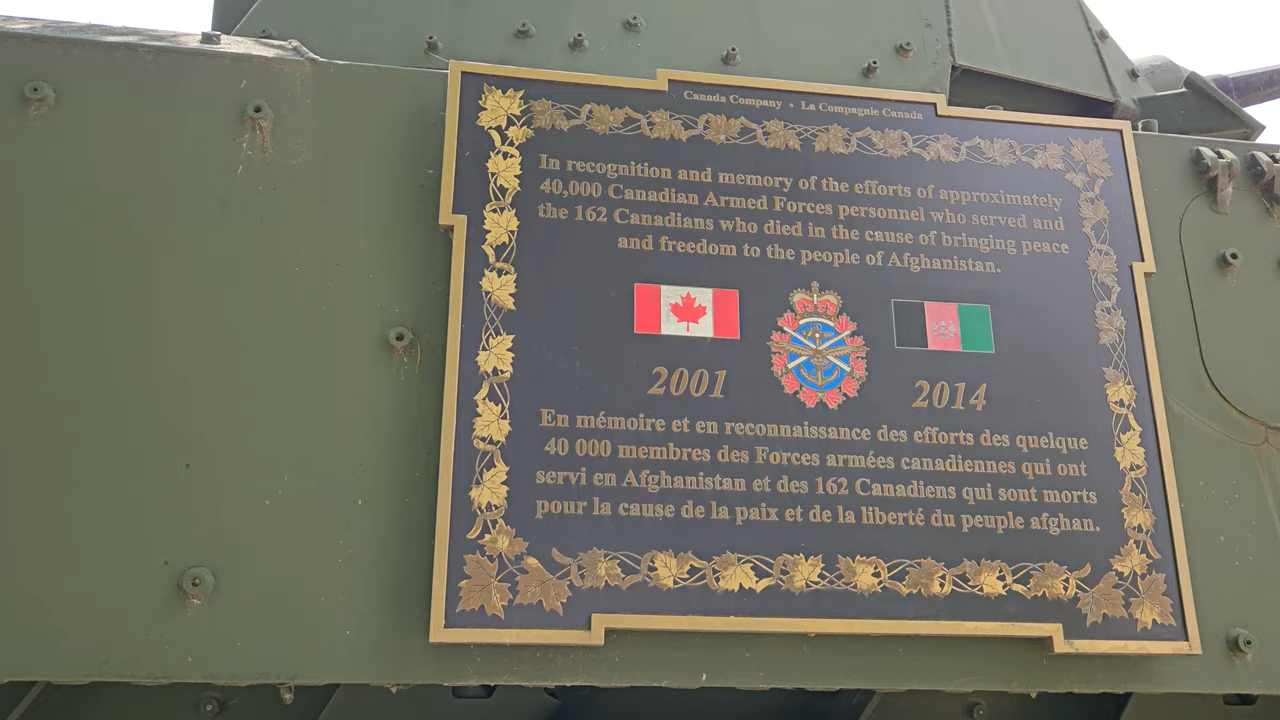 Canada Company • La Compagnie Canada
In recognition and memory of the efforts of approximately
40,000 Canadian Armed Forces personnel who served and
the 162 Canadians who died in the cause of bringing peace
and freedom to the people of Afghanistan.
2001
2014
En mémoire et en reconnaissance des efforts des quelque
40 000 membres des Forces armées canadiennes qui ont
servi en Afghanistan et des 162 Canadiens qui sont morts
pour la cause de la paix et de la liberté du peuple afghan.